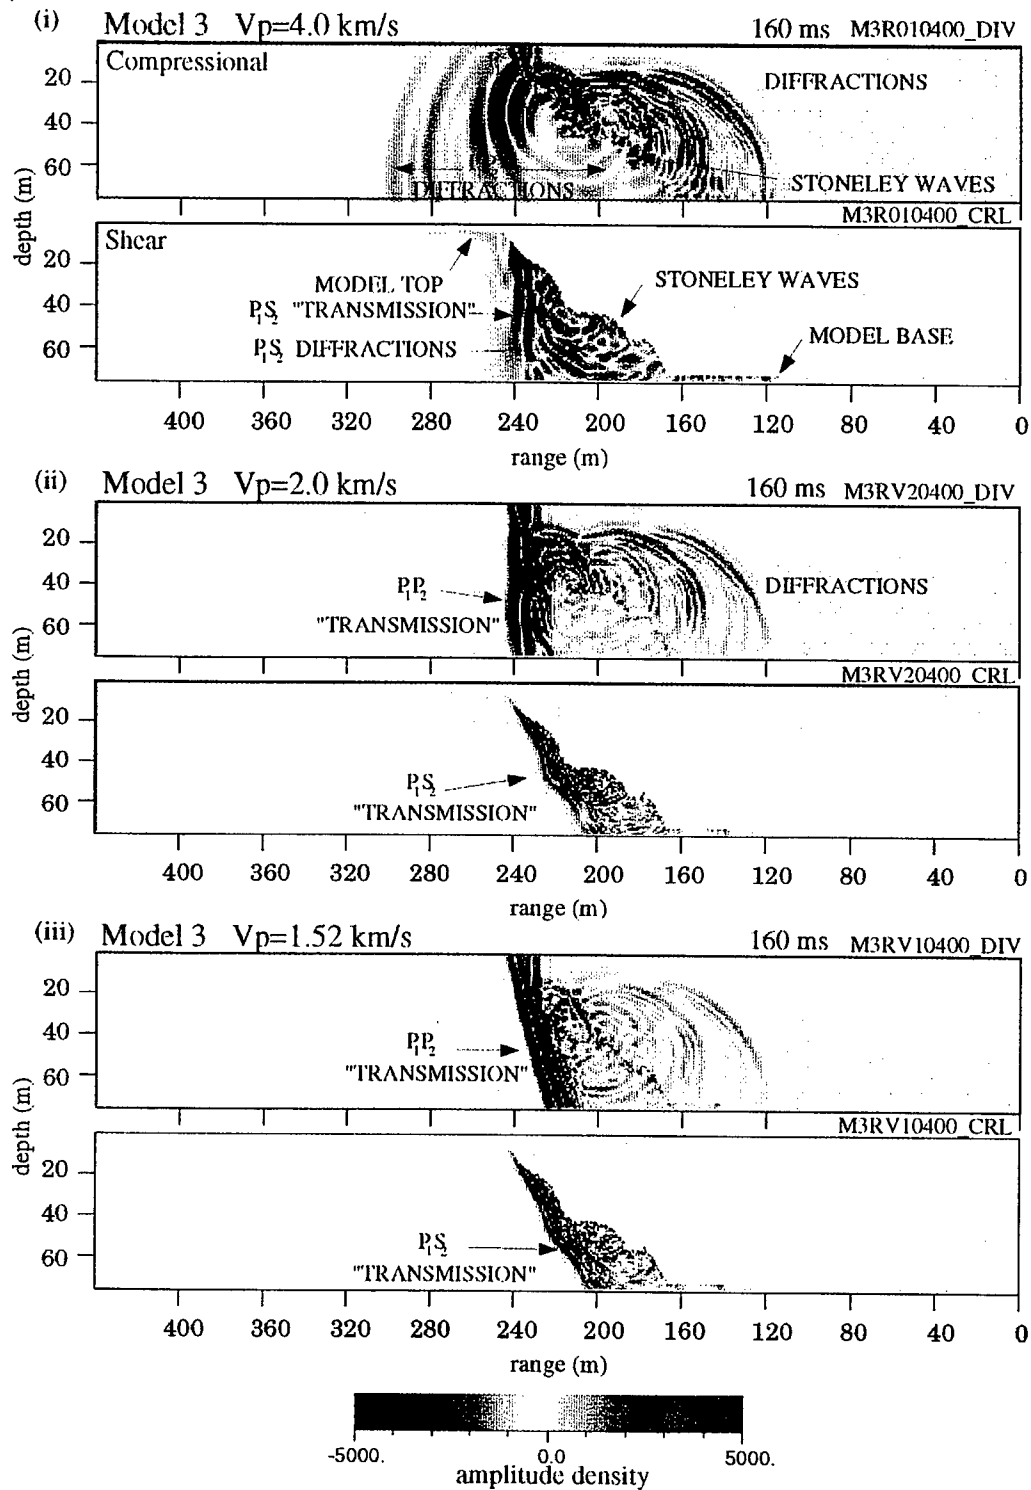 (i) Model 3 Vp=4.0 km/s 160 ms M3R010400_DIV
Compressional
DIFFRACTIONS
DIFFRACTIONS
STONELEY WAVES
20
40
60
M3R010400_CRL
Shear
MODEL TOP
STONELEY WAVES
P₁S₂ "TRANSMISSION"
MODEL BASE
P₁S₂ DIFFRACTIONS
20
40
60
depth (m)
400 360 320 280 240 200 160 120 80 40 0
range (m)
(ii) Model 3 Vp=2.0 km/s 160 ms M3RV20400_DIV
P₁P₂
"TRANSMISSION"
DIFFRACTIONS
20
40
60
M3RV20400_CRL
P₁S₂
"TRANSMISSION"
20
40
60
depth (m)
400 360 320 280 240 200 160 120 80 40 0
range (m)
(iii) Model 3 Vp=1.52 km/s 160 ms M3RV10400_DIV
P₁P₂
"TRANSMISSION"
20
40
60
M3RV10400_CRL
P₁S₂
"TRANSMISSION"
20
40
60
depth (m)
400 360 320 280 240 200 160 120 80 40 0
range (m)
-5000. 0.0 5000.
amplitude density